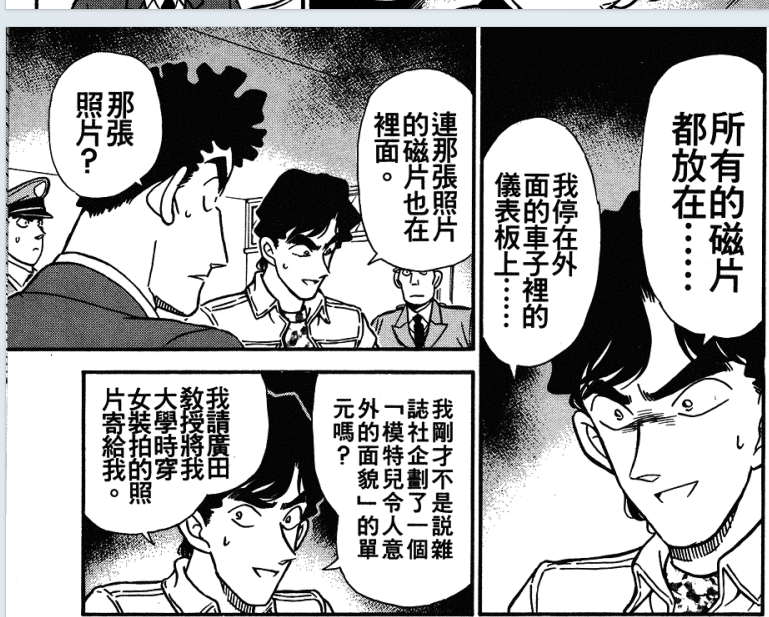 所有的磁片
都放在……
我停在外
面的車子裡的
儀表板上……
連那張照片
的磁片也在
裡面。
那張
照片？
我剛才不是說雜
誌社企劃了一個
「模特兒令人意
外的面貌」的單
元嗎？
我請廣田
教授將我
大學時穿
女裝拍的照
片寄給我。